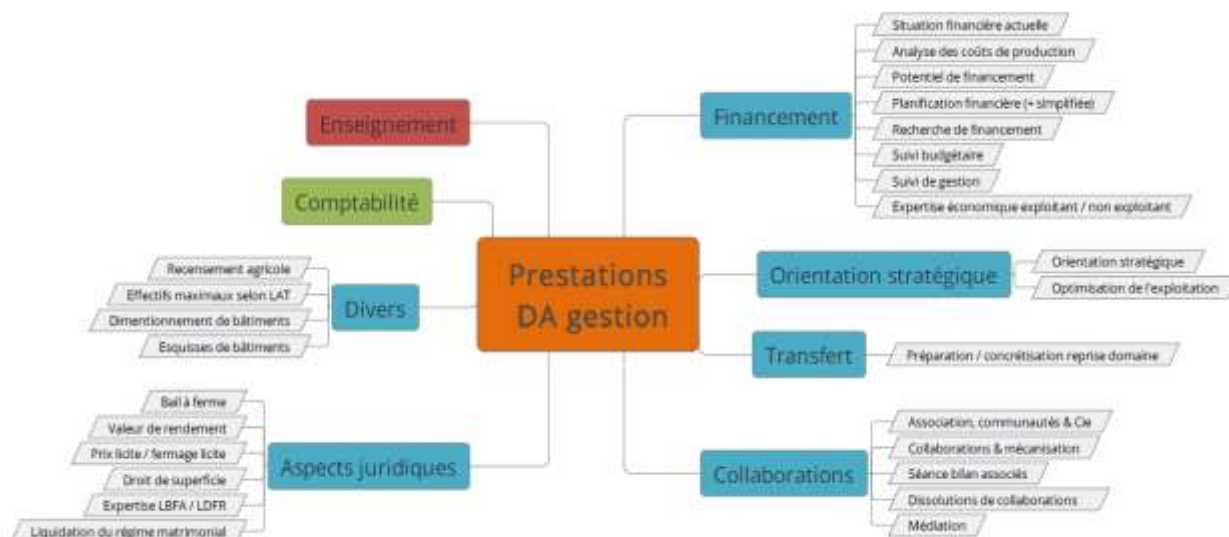 Enseignement
Comptabilité
Divers
Recensement agricole
Effectifs maximaux selon LAT
Dimentionnement de bâtiments
Esquisses de bâtiments
Aspects juridiques
Bail à ferme
Valeur de rendement
Prix licite / fermage licite
Droit de superficie
Expertise LBFA / LDFR
Liquidation du régime matrimonial
Prestations
DA gestion
Financement
Situation financière actuelle
Analyse des coûts de production
Potentiel de financement
Planification financière (+ simplifiée)
Recherche de financement
Suivi budgétaire
Suivi de gestion
Expertise économique exploitant / non exploitant
Orientation stratégique
Orientation stratégique
Optimisation de l'exploitation
Transfert
Préparation / concrétisation reprise domaine
Collaborations
Association, communautés & Cie
Collaborations & mécanisation
Séance bilan associés
Dissolutions de collaborations
Médiation